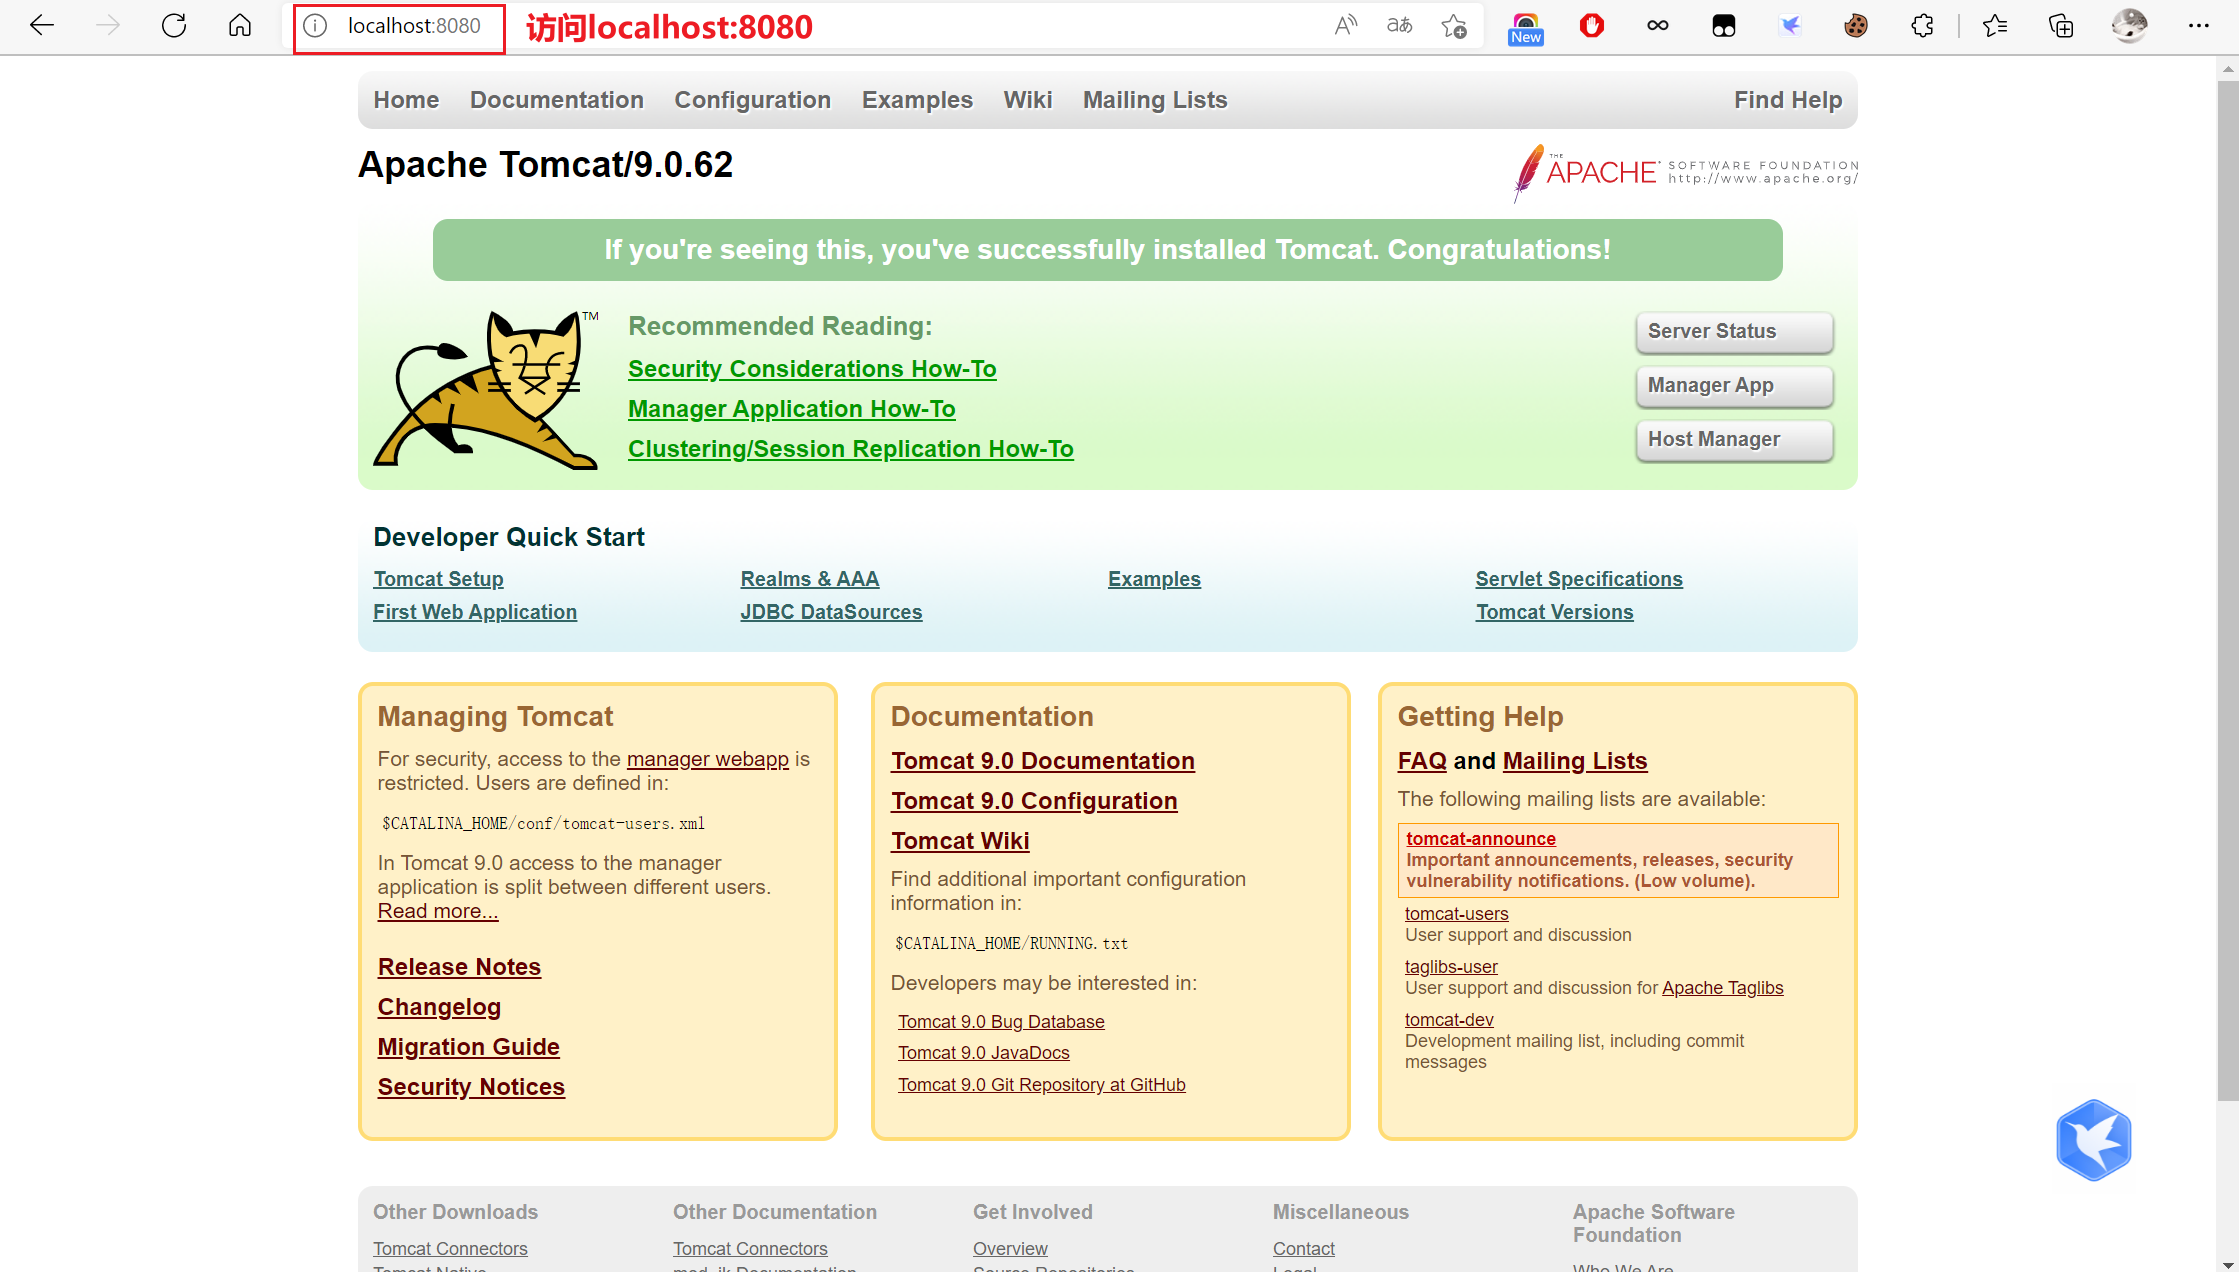 localhost:8080
访问localhost:8080
New
Home Documentation Configuration Examples Wiki Mailing Lists Find Help
Apache Tomcat/9.0.62
THE APACHE SOFTWARE FOUNDATION
http://www.apache.org/
If you're seeing this, you've successfully installed Tomcat. Congratulations!
TM
Recommended Reading:
Security Considerations How-To
Manager Application How-To
Clustering/Session Replication How-To
Server Status
Manager App
Host Manager
Developer Quick Start
Tomcat Setup
First Web Application
Realms & AAA
JDBC DataSources
Examples
Servlet Specifications
Tomcat Versions
Managing Tomcat
For security, access to the manager webapp is
restricted. Users are defined in:
$CATALINA_HOME/conf/tomcat-users.xml
In Tomcat 9.0 access to the manager
application is split between different users.
Read more...
Release Notes
Changelog
Migration Guide
Security Notices
Documentation
Tomcat 9.0 Documentation
Tomcat 9.0 Configuration
Tomcat Wiki
Find additional important configuration
information in:
$CATALINA_HOME/RUNNING.txt
Developers may be interested in:
Tomcat 9.0 Bug Database
Tomcat 9.0 JavaDocs
Tomcat 9.0 Git Repository at GitHub
Getting Help
FAQ and Mailing Lists
The following mailing lists are available:
tomcat-announce
Important announcements, releases, security
vulnerability notifications. (Low volume).
tomcat-users
User support and discussion
taglibs-user
User support and discussion for Apache Taglibs
tomcat-dev
Development mailing list, including commit
messages
Other Downloads
Tomcat Connectors
Tomcat Native
Other Documentation
Tomcat Connectors
mod_jk Documentation
Get Involved
Overview
Source Repositories
Miscellaneous
Contact
Legal
Apache Software
Foundation
Who We Are